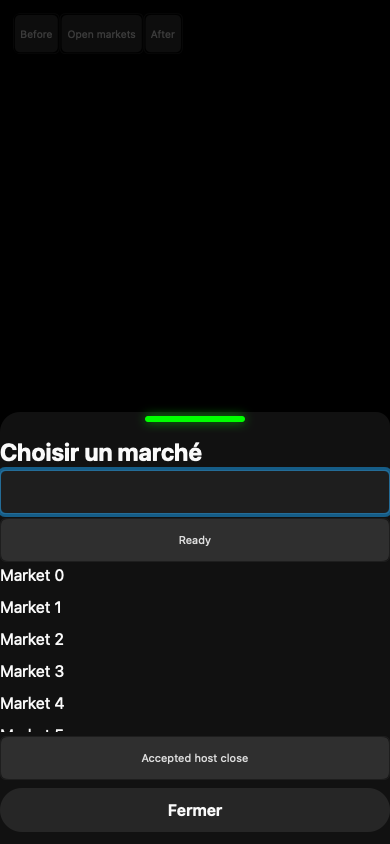 Before Open markets After
Choisir un marché
Ready
Market 0
Market 1
Market 2
Market 3
Market 4
Accepted host close
Fermer